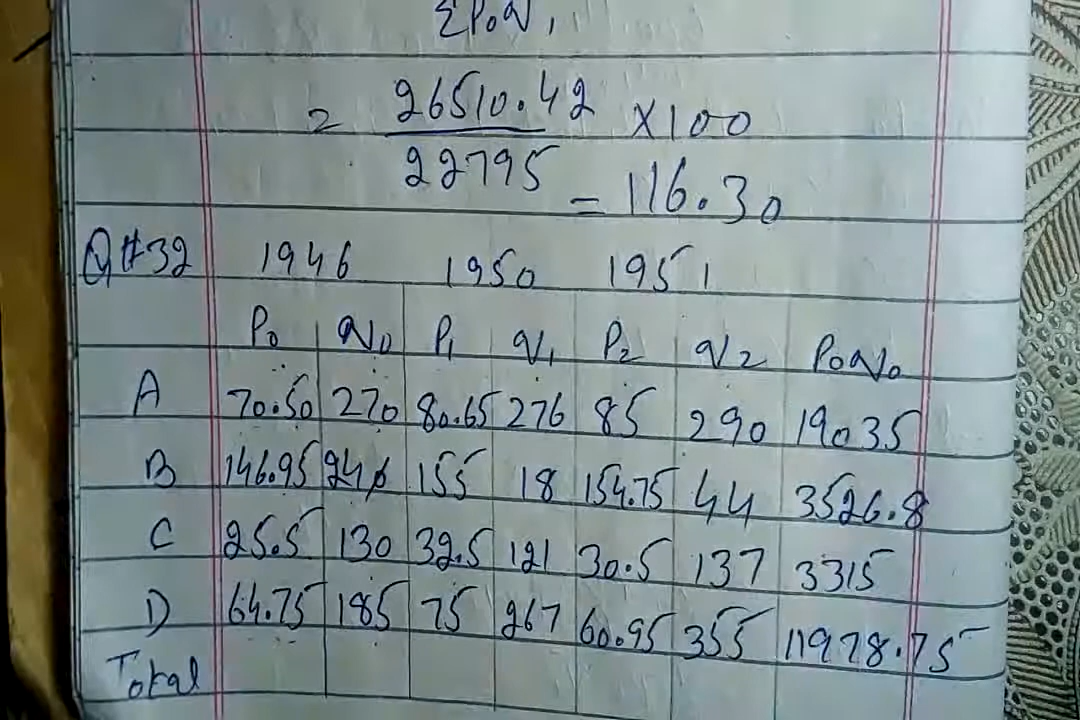 ΣP₀q₁
= 26510.42 / 22795 × 100
= 116.30
Q#32 1946 1950 1951
P₀ q₀ P₁ q₁ P₂ q₂ P₀q₀
A 70.50 270 80.65 276 85 290 19035
B 146.95 24 155 18 154.75 44 3526.8
C 25.5 130 32.5 121 30.5 137 3315
D 64.75 185 75 267 60.95 355 11978.75
Total